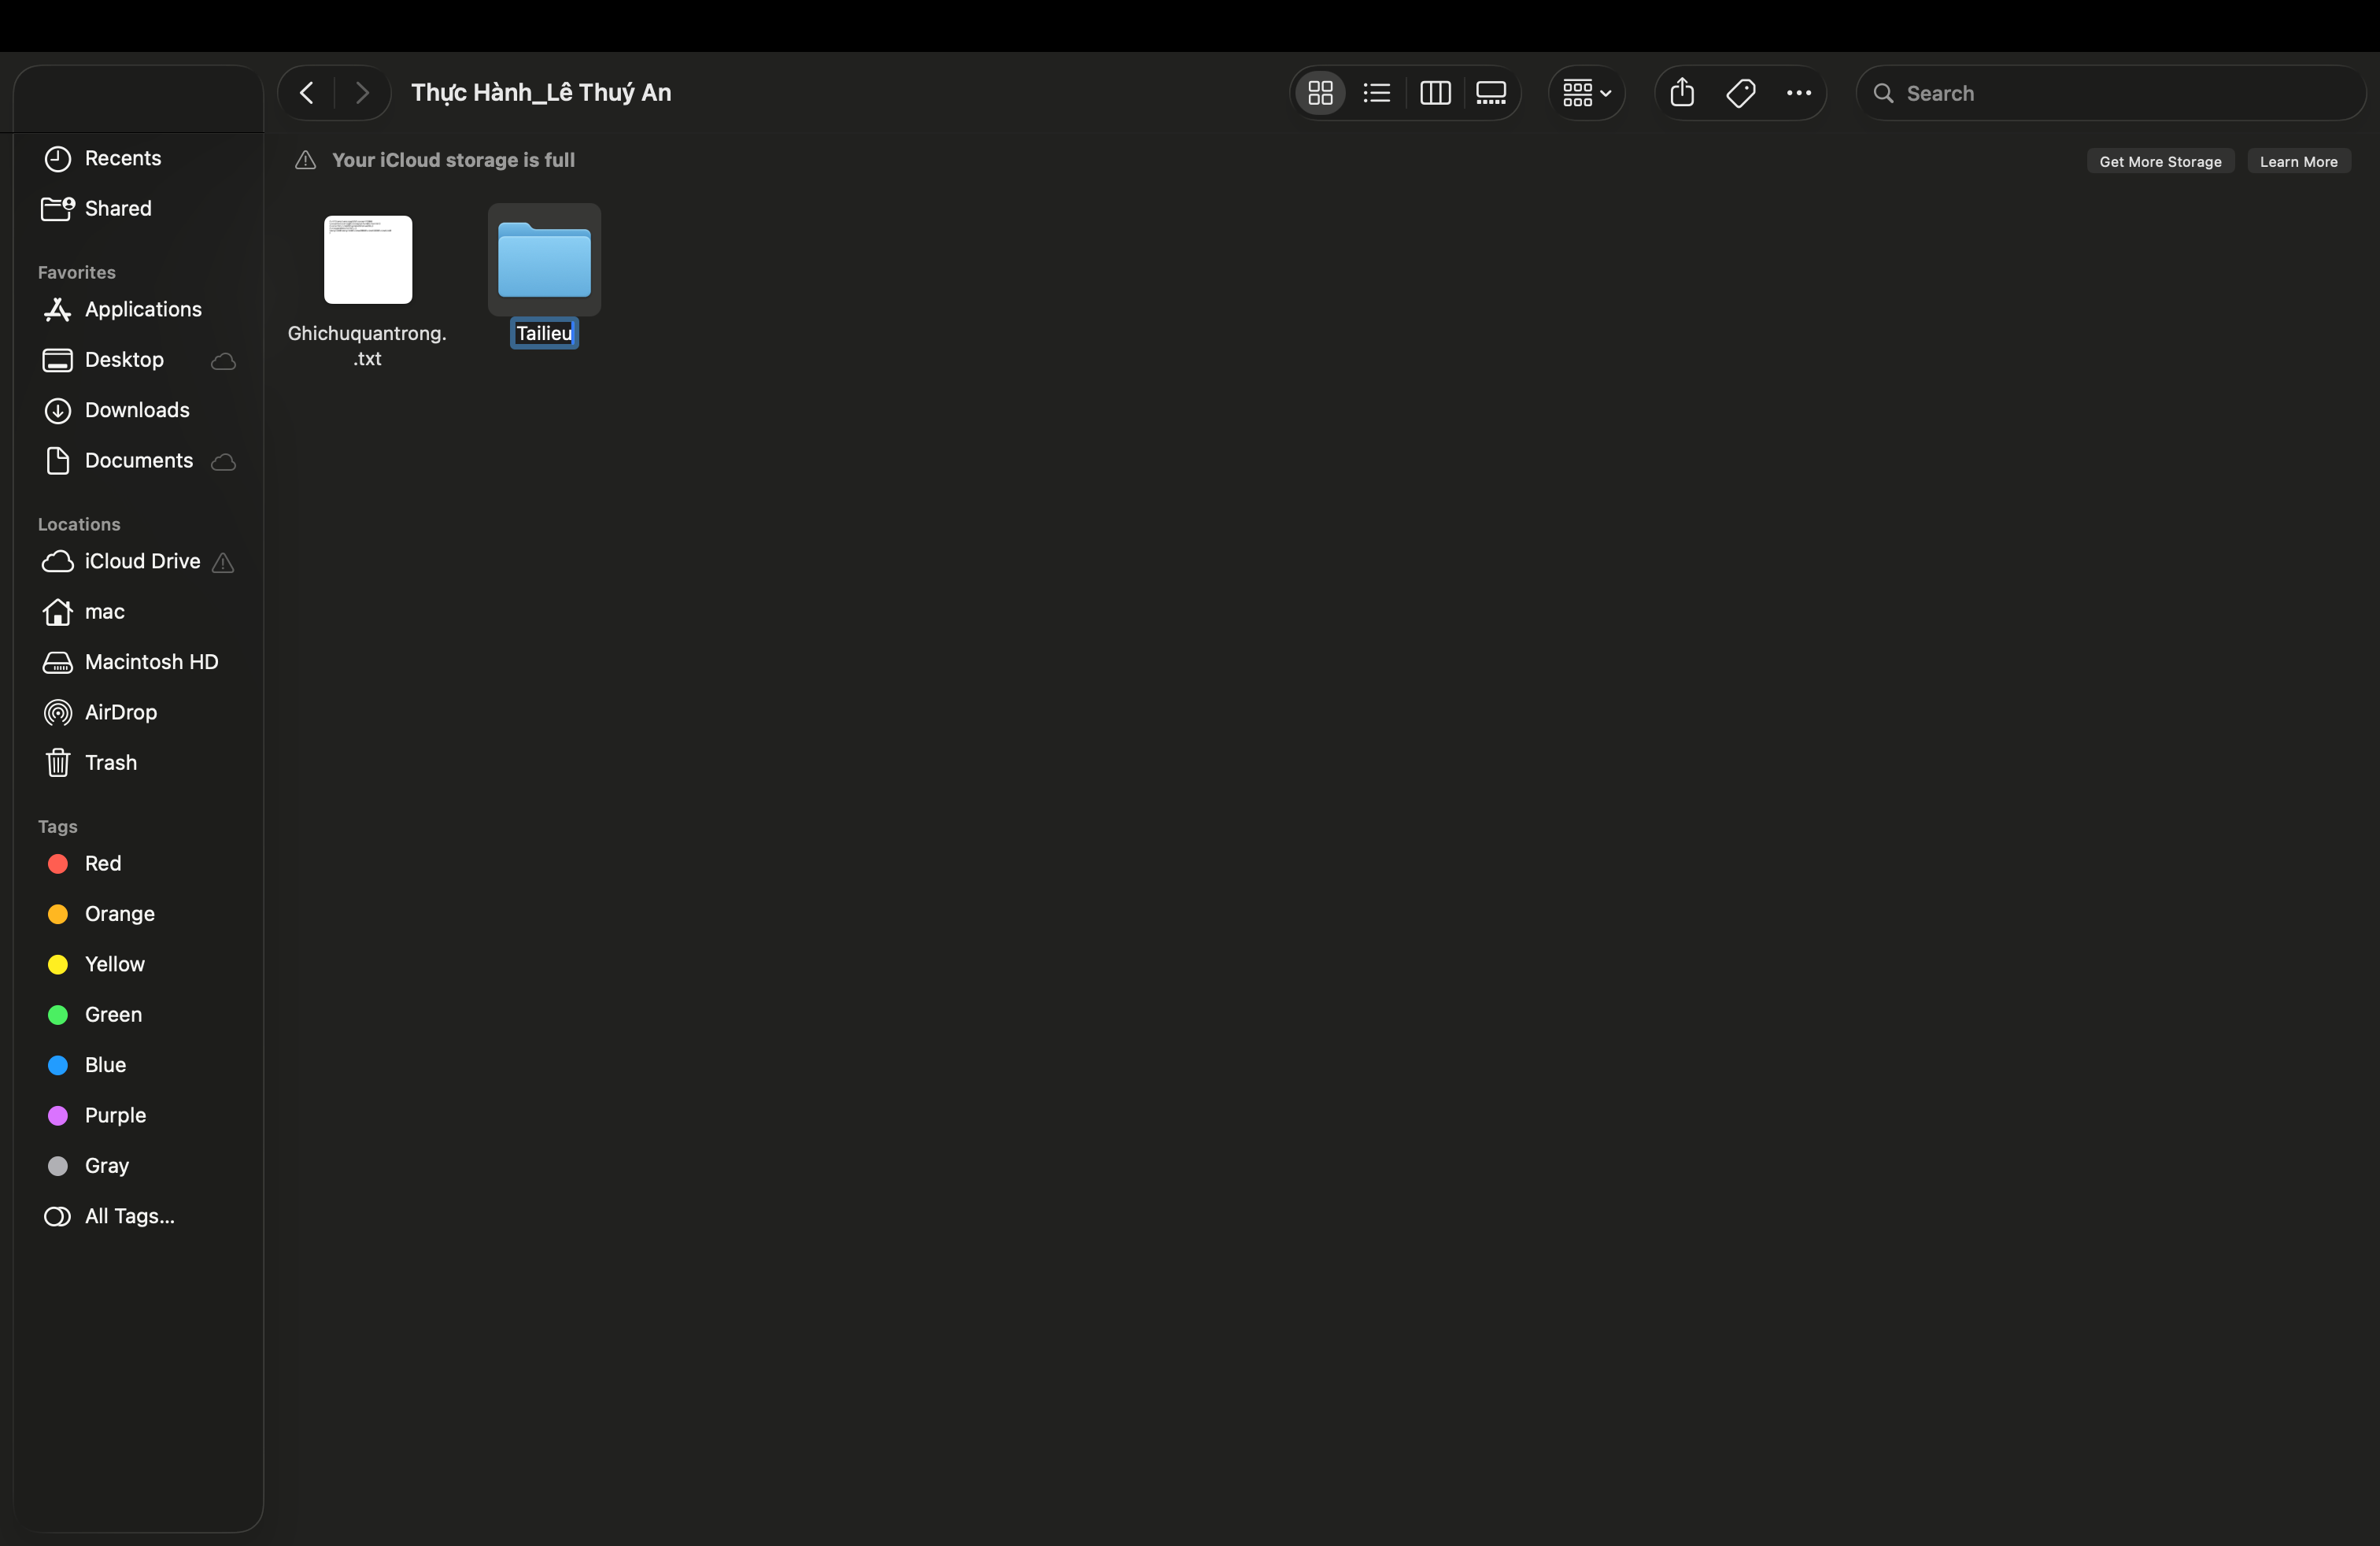 Thực Hành_Lê Thuý An
Search
Recents
Shared
Favorites
Applications
Desktop
Downloads
Documents
Locations
iCloud Drive
mac
Macintosh HD
AirDrop
Trash
Tags
Red
Orange
Yellow
Green
Blue
Purple
Gray
All Tags...
Your iCloud storage is full
Get More Storage
Learn More
Ghichuquantrong.
.txt
Tailieu